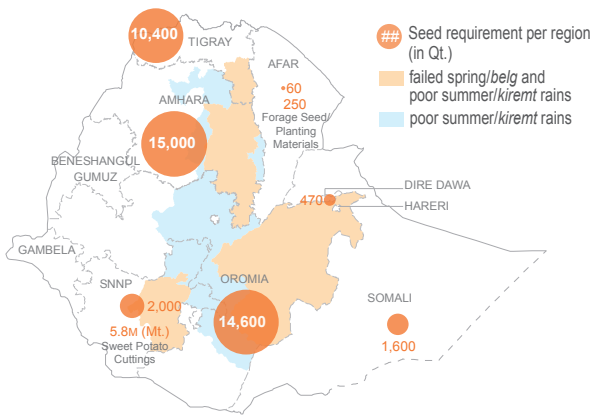 10,400
TIGRAY
## Seed requirement per region
(in Qt.)
failed spring/belg and
poor summer/kiremt rains
poor summer/kiremt rains
AFAR
*60
250
Forage Seed/
Planting
Materials
AMHARA
15,000
BENESHANGUL
GUMUZ
DIRE DAWA
470
HARERI
GAMBELA
SNNP
2,000
5.8M (Mt.)
Sweet Potato
Cuttings
OROMIA
14,600
SOMALI
1,600